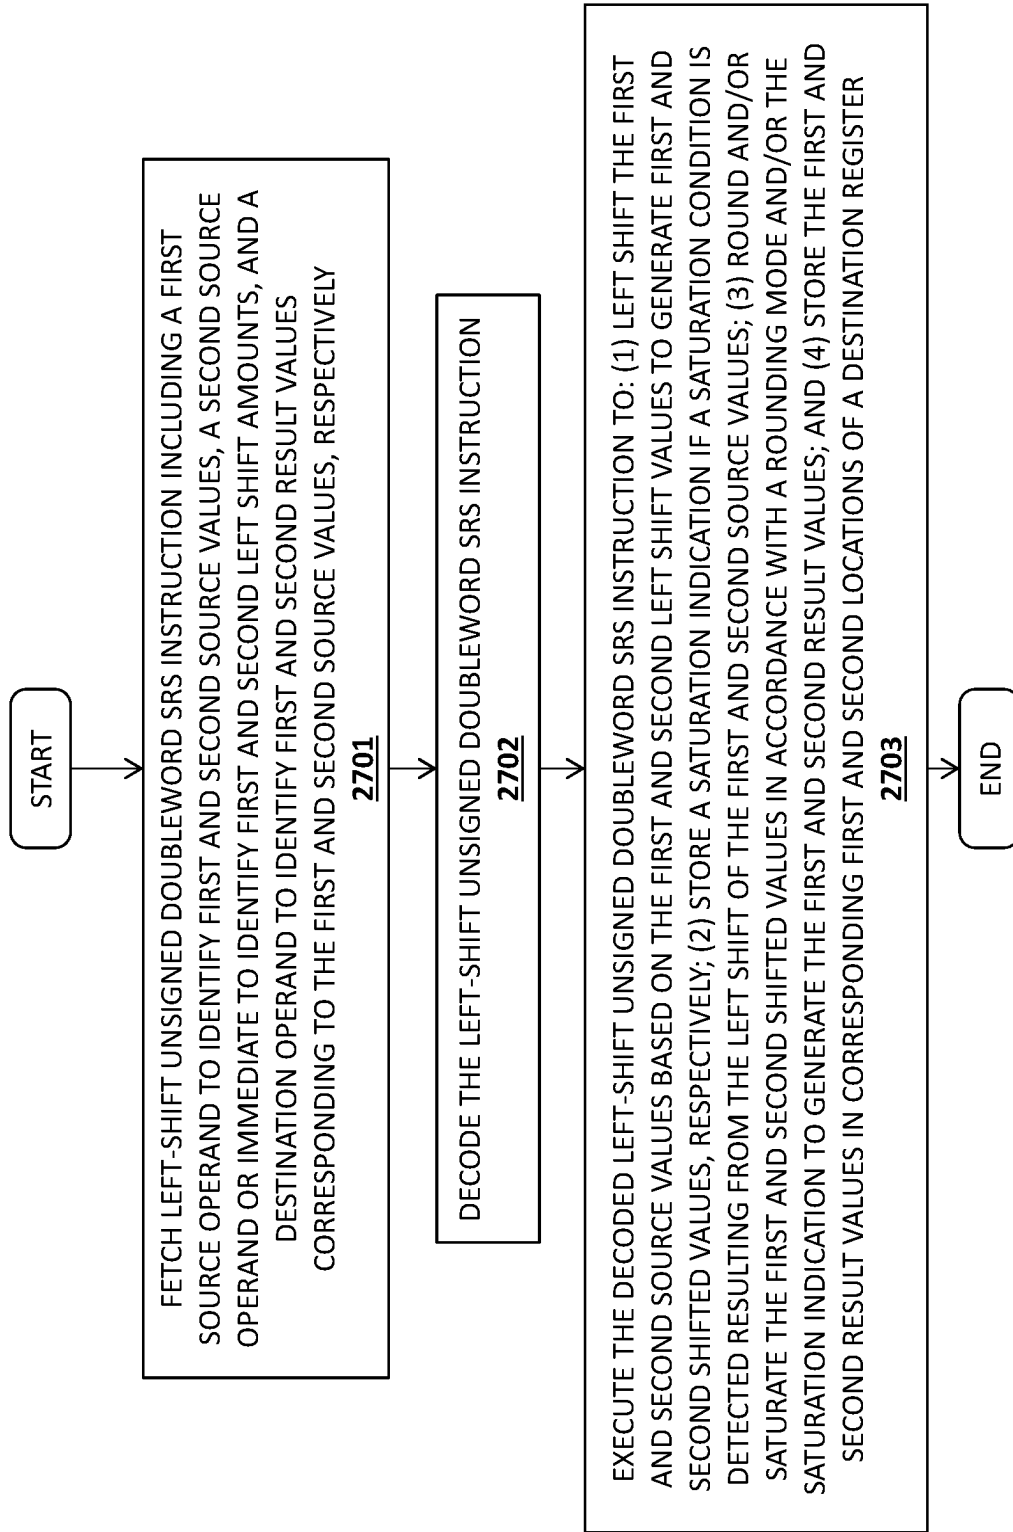 START
FETCH LEFT-SHIFT UNSIGNED DOUBLEWORD SRS INSTRUCTION INCLUDING A FIRST
SOURCE OPERAND TO IDENTIFY FIRST AND SECOND SOURCE VALUES, A SECOND SOURCE
OPERAND OR IMMEDIATE TO IDENTIFY FIRST AND SECOND LEFT SHIFT AMOUNTS, AND A
DESTINATION OPERAND TO IDENTIFY FIRST AND SECOND RESULT VALUES
CORRESPONDING TO THE FIRST AND SECOND SOURCE VALUES, RESPECTIVELY
2701
DECODE THE LEFT-SHIFT UNSIGNED DOUBLEWORD SRS INSTRUCTION
2702
EXECUTE THE DECODED LEFT-SHIFT UNSIGNED DOUBLEWORD SRS INSTRUCTION TO: (1) LEFT SHIFT THE FIRST
AND SECOND SOURCE VALUES BASED ON THE FIRST AND SECOND LEFT SHIFT VALUES TO GENERATE FIRST AND
SECOND SHIFTED VALUES, RESPECTIVELY; (2) STORE A SATURATION INDICATION IF A SATURATION CONDITION IS
DETECTED RESULTING FROM THE LEFT SHIFT OF THE FIRST AND SECOND SOURCE VALUES; (3) ROUND AND/OR
SATURATE THE FIRST AND SECOND SHIFTED VALUES IN ACCORDANCE WITH A ROUNDING MODE AND/OR THE
SATURATION INDICATION TO GENERATE THE FIRST AND SECOND RESULT VALUES; AND (4) STORE THE FIRST AND
SECOND RESULT VALUES IN CORRESPONDING FIRST AND SECOND LOCATIONS OF A DESTINATION REGISTER
2703
END